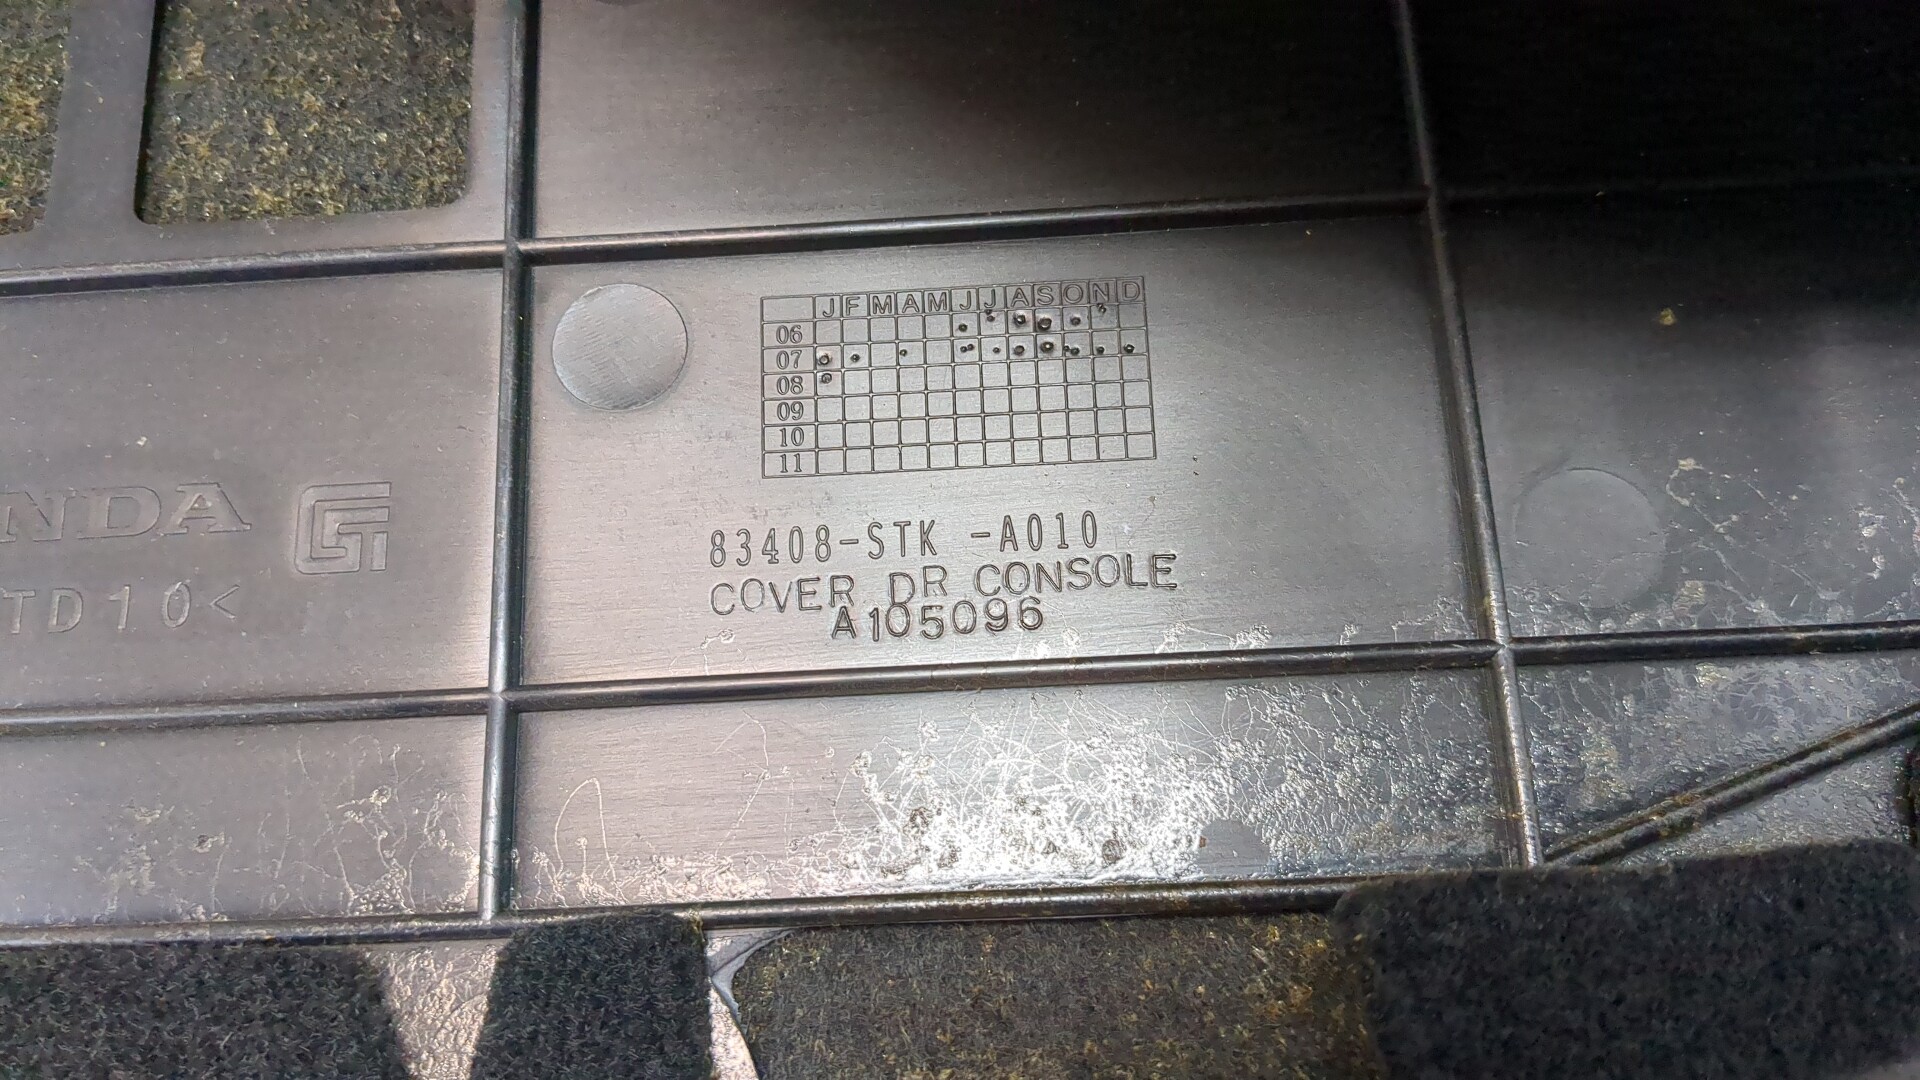 J F M A M J J A S O N D
06
07
08
09
10
11
NDA
TD10<
83408-STK -A010
COVER DR CONSOLE
A105096